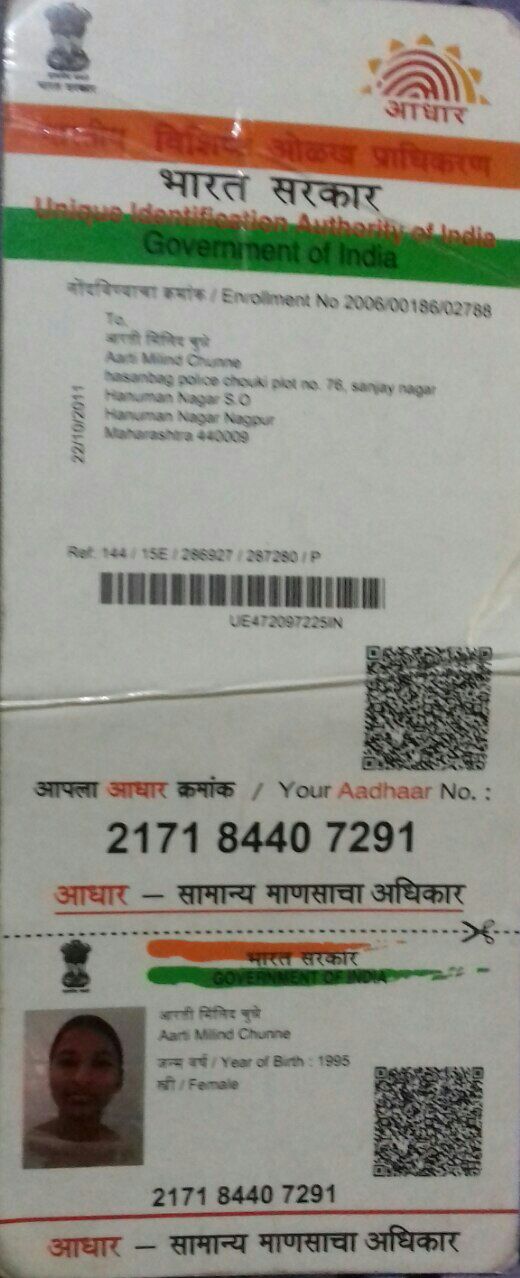 भारत सरकार
आधार
भारतीय विशिष्ट ओळख प्राधिकरण
भारत सरकार
Unique Identification Authority of India
Government of India
नोंदविण्याचा क्रमांक / Enrollment No 2006/00186/02788
To,
आरती मिलिंद चुन्ने
Aarti Milind Chunne
hasanbag police chouki plot no. 76, sanjay nagar
Hanuman Nagar S.O
Hanuman Nagar Nagpur
Maharashtra 440009
22/10/2011
Ref: 144 / 15E / 286927 / 287280 / P
UE472097225IN
आपला आधार क्रमांक / Your Aadhaar No. :
2171 8440 7291
आधार – सामान्य माणसाचा अधिकार
भारत सरकार
GOVERNMENT OF INDIA
आरती मिलिंद चुन्ने
Aarti Milind Chunne
जन्म वर्ष / Year of Birth : 1995
स्त्री / Female
2171 8440 7291
आधार – सामान्य माणसाचा अधिकार